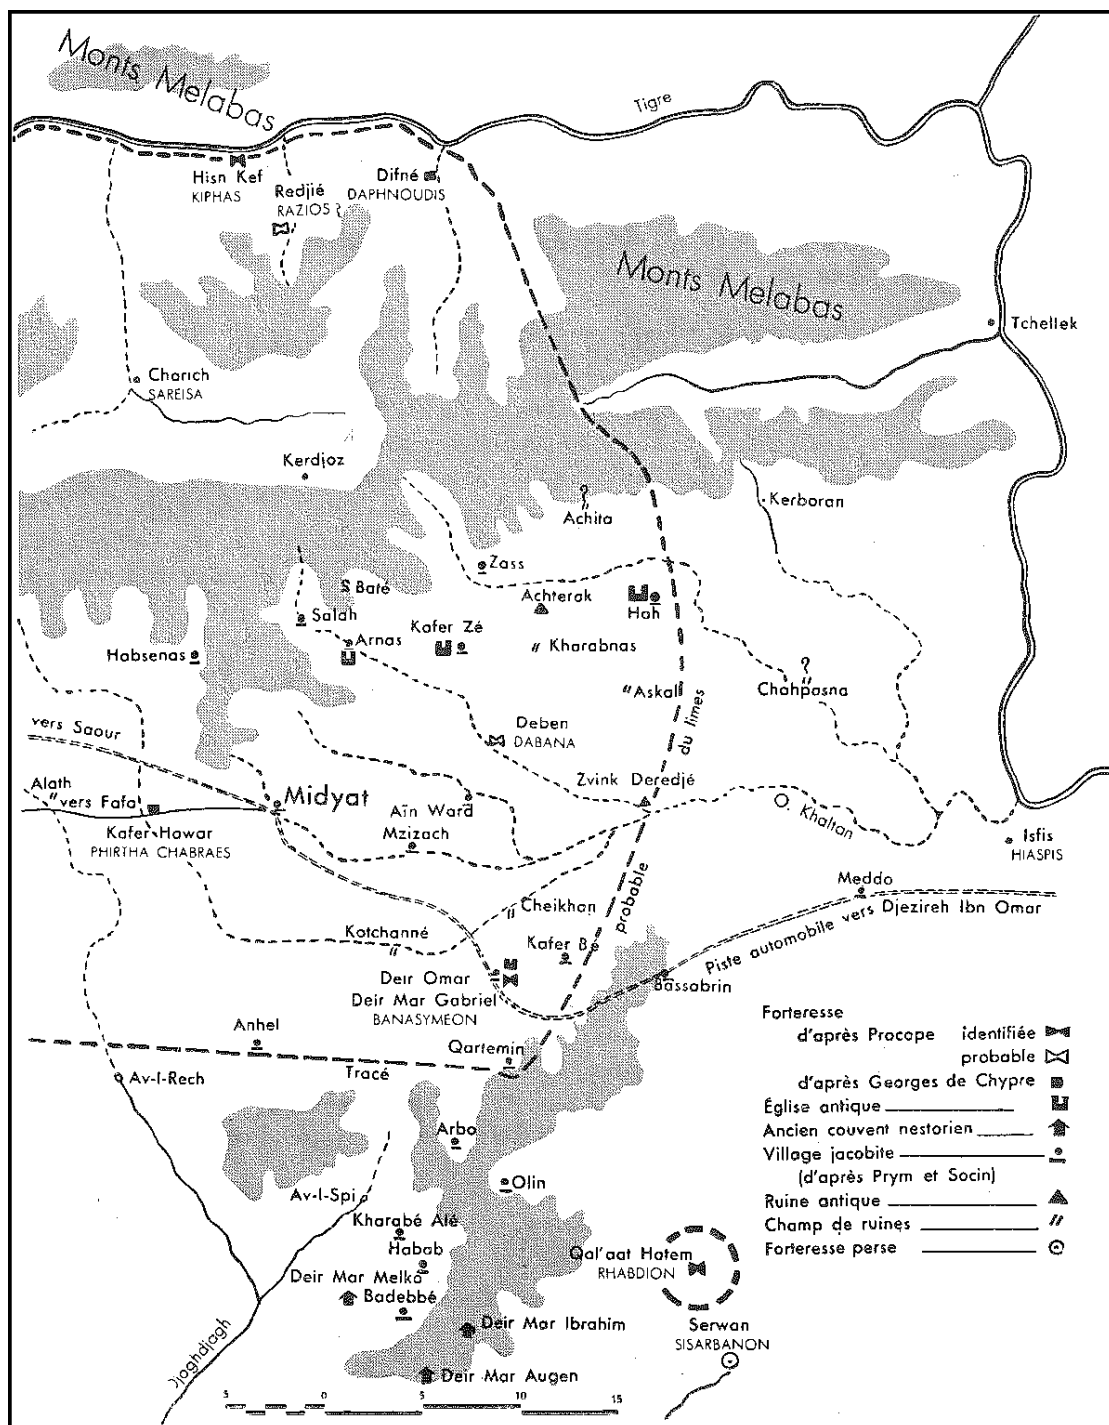 Monts Melabas
Tigre
Hisn Kef
KIPHAS
Redjié
RAZIOS ?
Difné
DAPHNOUDIS
Monts Melabas
Tchellek
Charich
SAREISA
Kerdjoz
Kerboran
?
Achita
Zass
S Baté
Achterak
Hah
Salah
Arnas
Kafer Zé
Kharabnas
Habsenas
?
Chahpasna
Askal
vers Saour
Deben
DABANA
du limes
Alath
vers Fafa
Midyat
Zvink Deredjé
Aïn Ward
Mzizach
O. Khaltan
Kafer Hawar
PHIRTHA CHABRAES
Isfis
HIASPIS
Meddo
probable
Cheikhan
Piste automobile vers Djezireh Ibn Omar
Kotchanné
Kafer Bé
Deir Omar
Bassabrin
Deir Mar Gabriel
BANASYMEON
Anhel
Qartemin
Tracé
Av-I-Rech
Arbo
Av-I-Spi
Olin
Kharabé Alé
Habab
Qal'aat Hatem
RHABDION
Deir Mar Melko
Badebbé
Deir Mar Ibrahim
Serwan
SISARBANON
Djaghdjagh
Deir Mar Augen
5 0 5 10 15
Forteresse
d'après Procope identifiée
probable
d'après Georges de Chypre
Église antique
Ancien couvent nestorien
Village jacobite
(d'après Prym et Socin)
Ruine antique
Champ de ruines
Forteresse perse